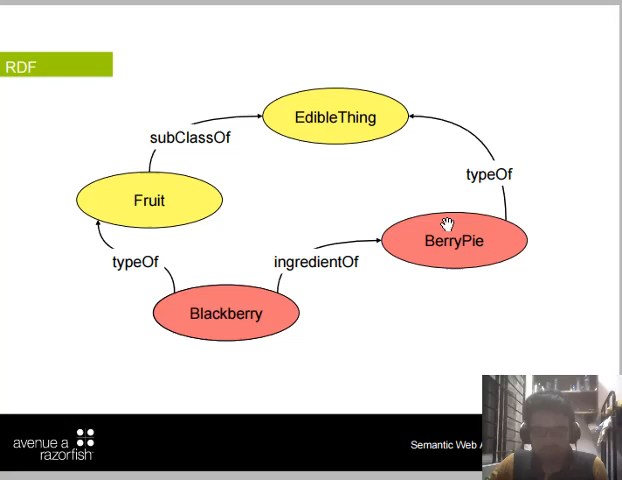 RDF
EdibleThing
subClassOf
typeOf
Fruit
BerryPie
typeOf
ingredientOf
Blackberry
avenue a
razorfish
Semantic Web A